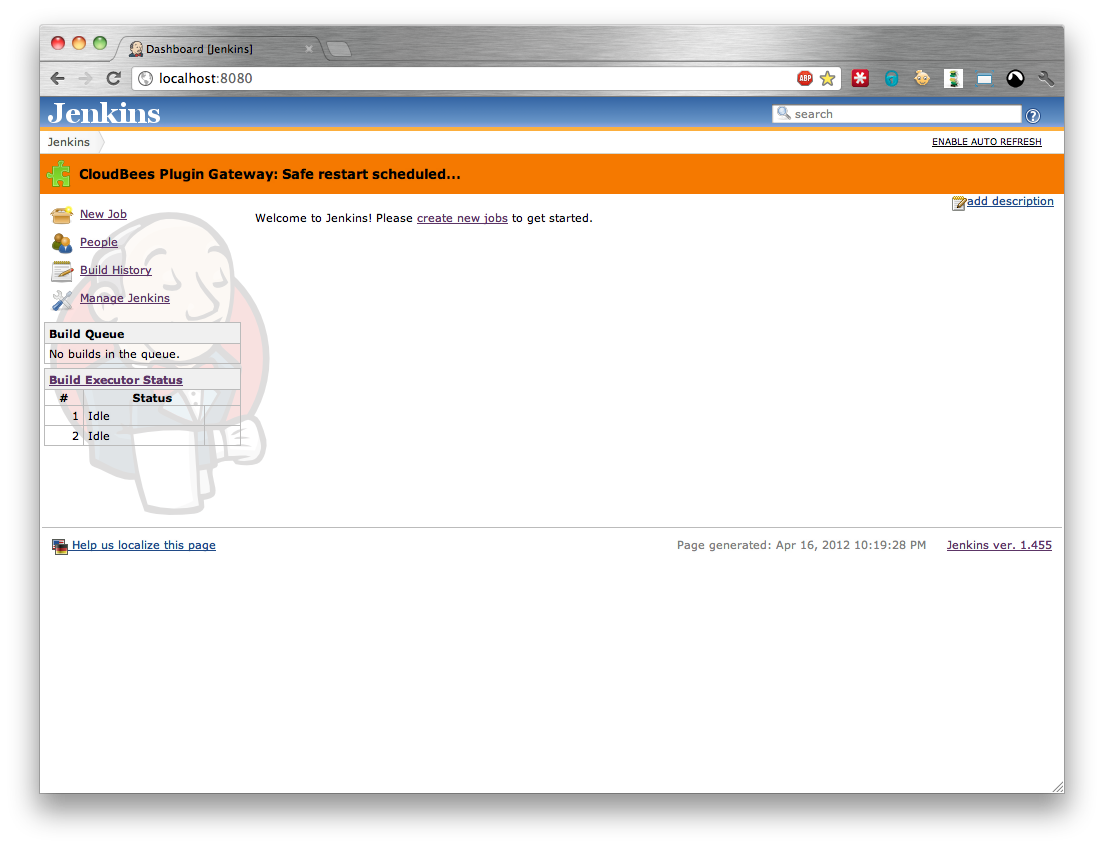 Dashboard [Jenkins]
localhost:8080
ABP
Jenkins
search
Jenkins
ENABLE AUTO REFRESH
CloudBees Plugin Gateway: Safe restart scheduled...
add description
New Job
People
Build History
Manage Jenkins
Welcome to Jenkins! Please create new jobs to get started.
Build Queue
No builds in the queue.
Build Executor Status
# Status
1 Idle
2 Idle
Help us localize this page
Page generated: Apr 16, 2012 10:19:28 PM Jenkins ver. 1.455